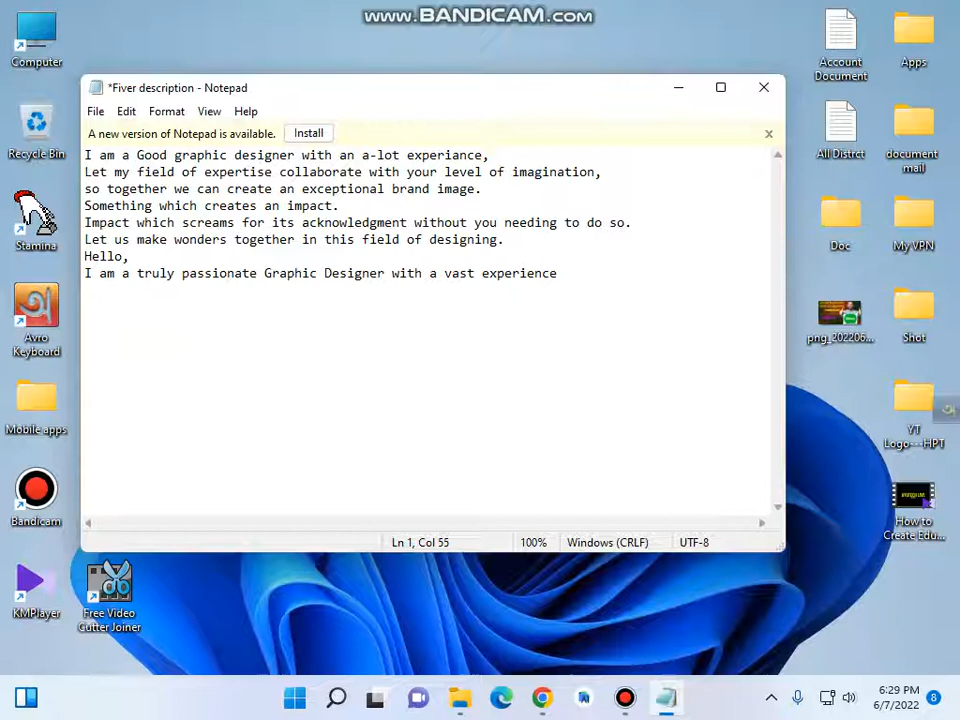 www.BANDICAM.com
Computer
Recycle Bin
Stamina
Avro
Keyboard
Mobile apps
Bandicam
KMPlayer
Free Video
Cutter Joiner
*Fiver description - Notepad
File Edit Format View Help
A new version of Notepad is available. Install
I am a Good graphic designer with an a-lot experiance,
Let my field of expertise collaborate with your level of imagination,
so together we can create an exceptional brand image.
Something which creates an impact.
Impact which screams for its acknowledgment without you needing to do so.
Let us make wonders together in this field of designing.
Hello,
I am a truly passionate Graphic Designer with a vast experience
Ln 1, Col 55 100% Windows (CRLF) UTF-8
Account
Document
Apps
All Distrct
document
mail
Doc
My VPN
png_202206...
Shot
YT
Logo---HPT
How to
Create Edu...
6:29 PM
6/7/2022
8